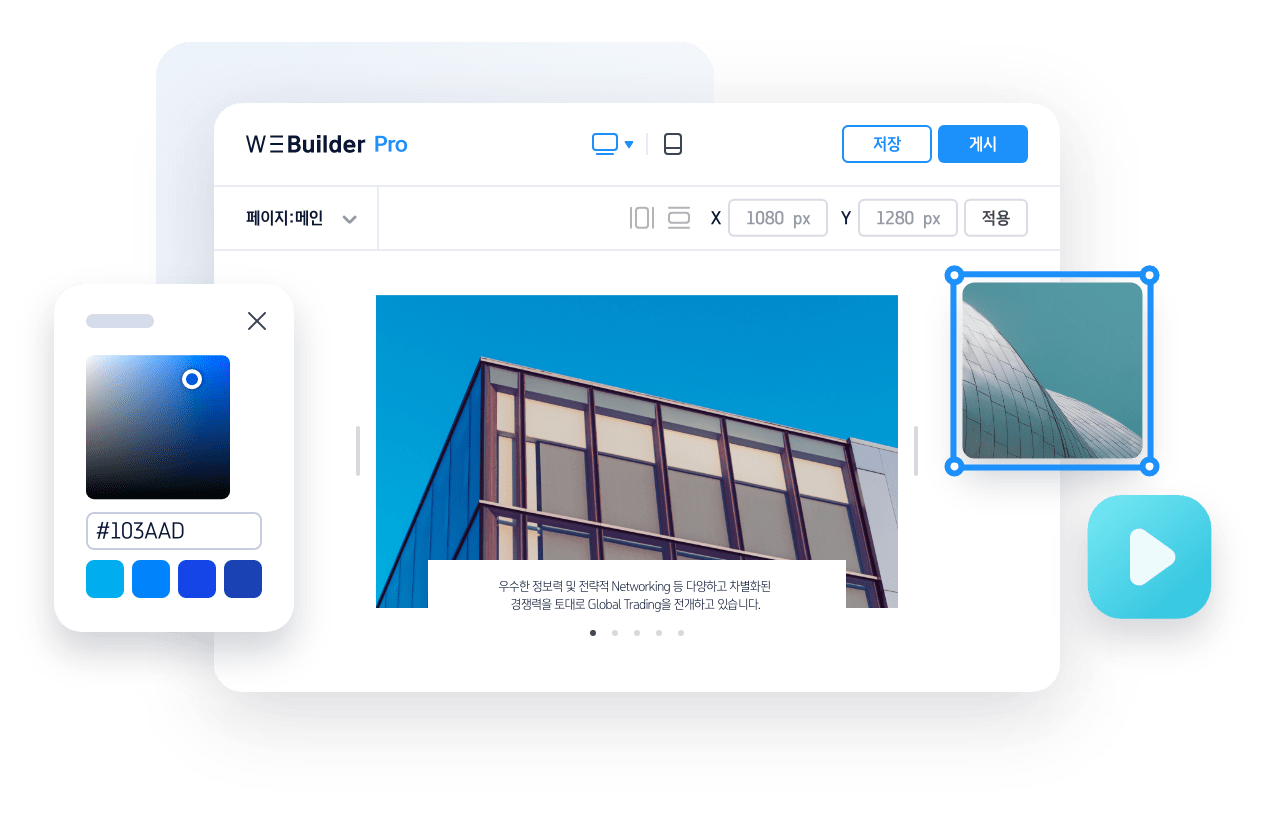 WEBuilder Pro
저장
게시
페이지:메인
X
1080 px
Y
1280 px
적용
#103AAD
우수한 정보력 및 전략적 Networking 등 다양하고 차별화된
경쟁력을 토대로 Global Trading을 전개하고 있습니다.